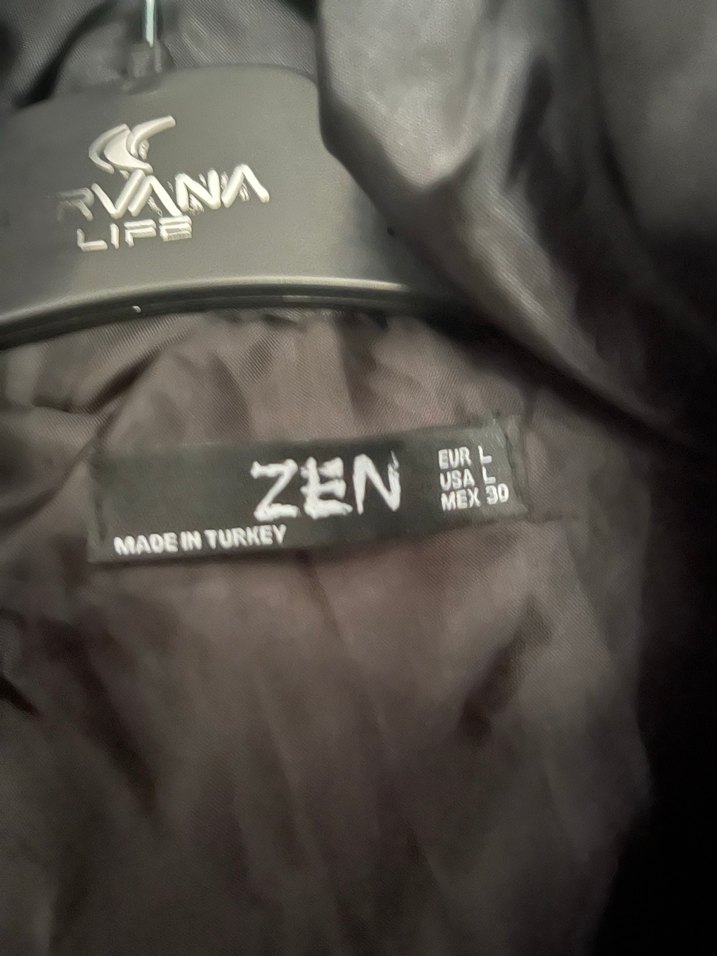 RVANA
LIFE
ZEN
EUR L
USA L
MEX 30
MADE IN TURKEY